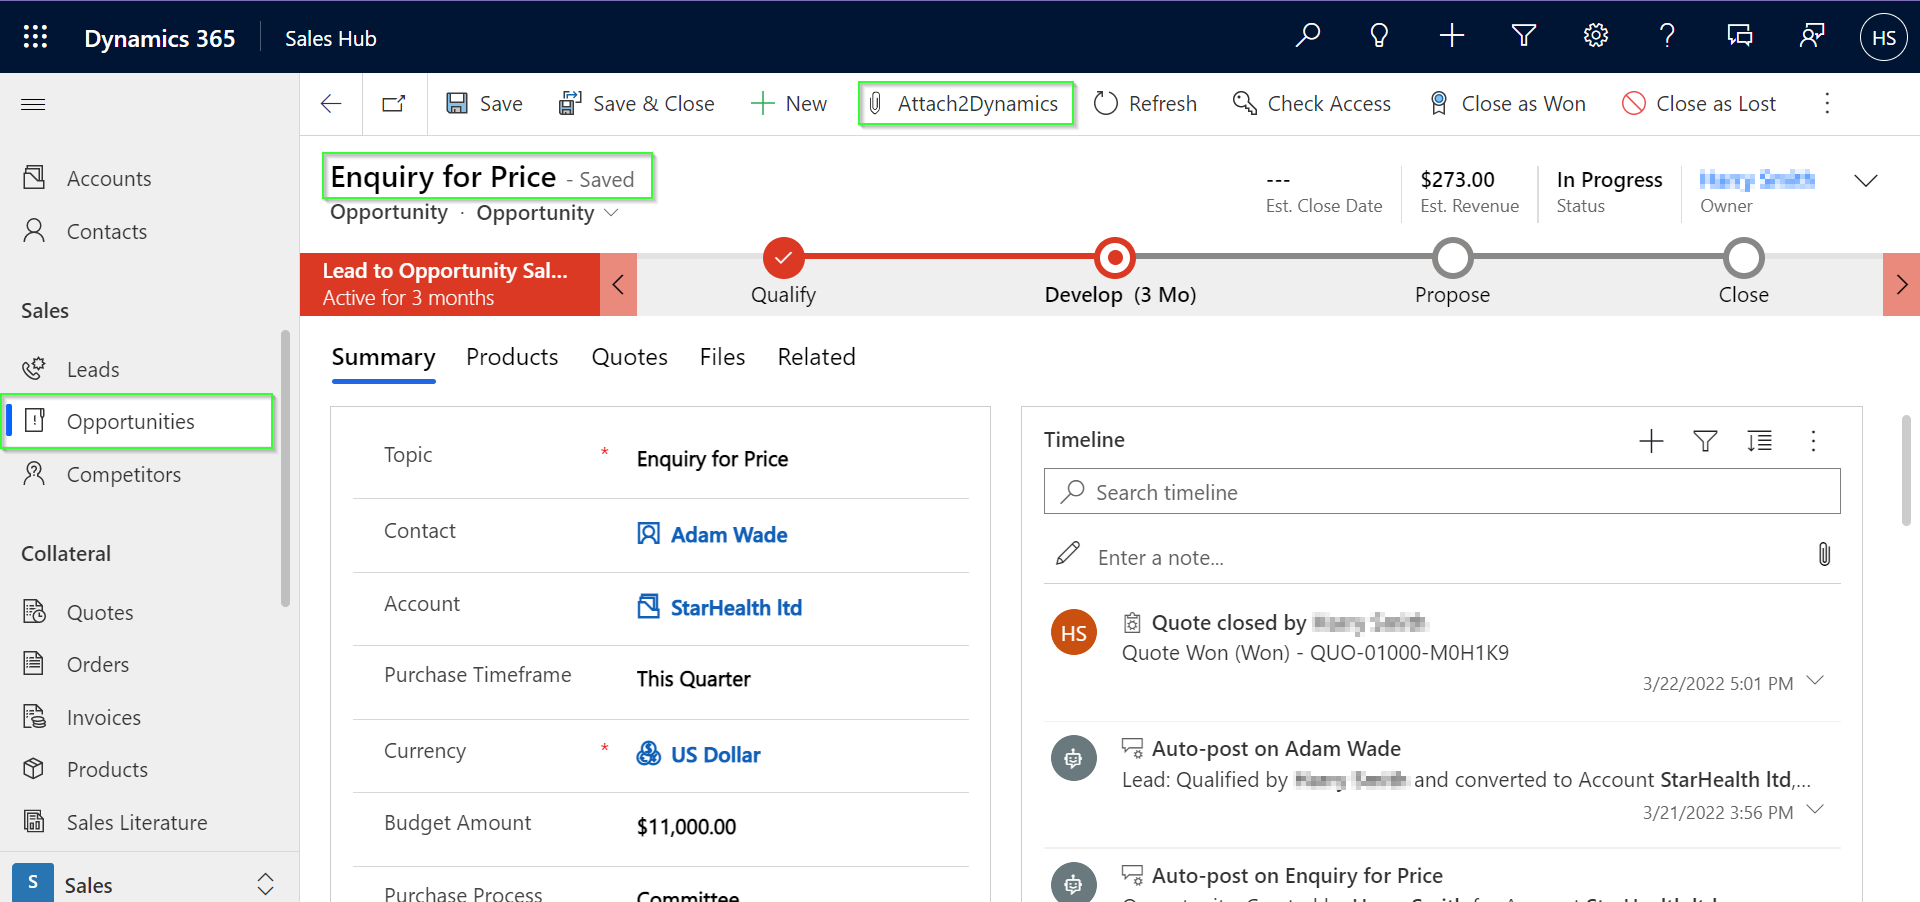 Dynamics 365 Sales Hub HS
Save Save & Close New Attach2Dynamics Refresh Check Access Close as Won Close as Lost
Accounts
Contacts
Sales
Leads
Opportunities
Competitors
Collateral
Quotes
Orders
Invoices
Products
Sales Literature
S Sales
Enquiry for Price - Saved
Opportunity · Opportunity
--- $273.00 In Progress
Est. Close Date Est. Revenue Status Owner
Lead to Opportunity Sal...
Active for 3 months
Qualify Develop (3 Mo) Propose Close
Summary Products Quotes Files Related
Topic * Enquiry for Price
Contact Adam Wade
Account StarHealth ltd
Purchase Timeframe This Quarter
Currency * US Dollar
Budget Amount $11,000.00
Purchase Process Committee
Timeline
Search timeline
Enter a note...
HS Quote closed by
Quote Won (Won) - QUO-01000-M0H1K9
3/22/2022 5:01 PM
Auto-post on Adam Wade
Lead: Qualified by and converted to Account StarHealth ltd,...
3/21/2022 3:56 PM
Auto-post on Enquiry for Price